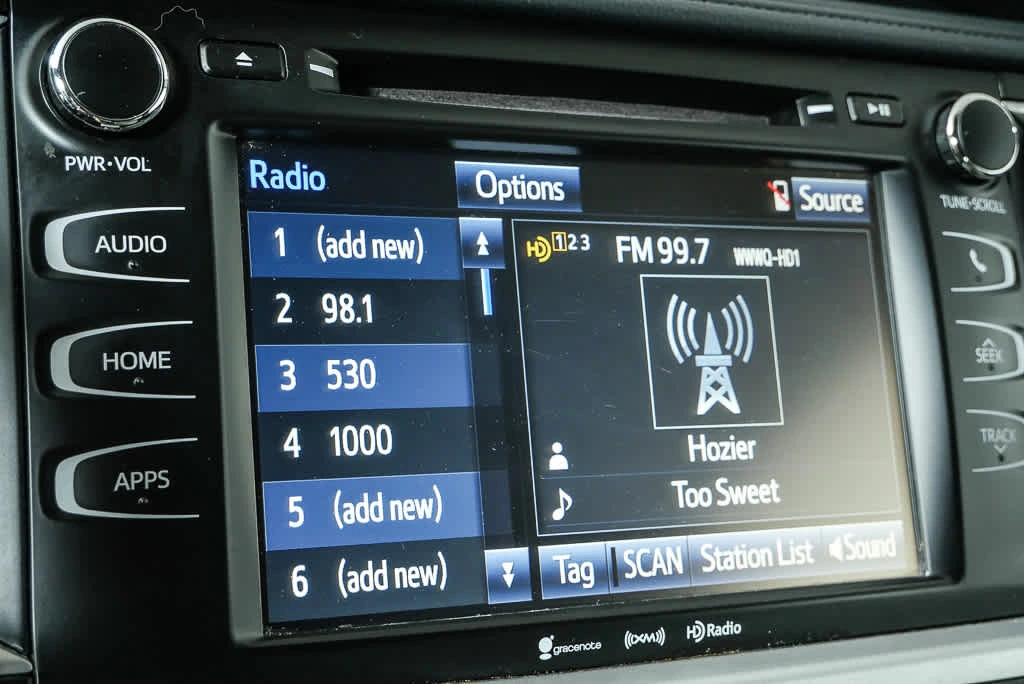 PWR•VOL
AUDIO
HOME
APPS
Radio
Options
Source
1 (add new)
2 98.1
3 530
4 1000
5 (add new)
6 (add new)
HD 1 2 3 FM 99.7 WWWQ-HD1
Hozier
Too Sweet
Tag SCAN Station List Sound
TUNE•SCROLL
SEEK
TRACK
gracenote ((XM)) HD Radio